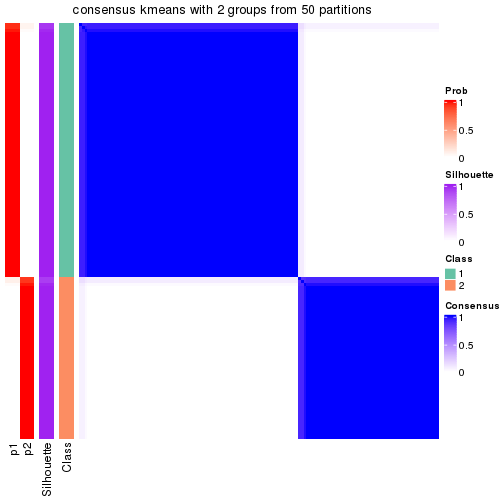 consensus kmeans with 2 groups from 50 partitions
Prob
1
0.5
0
Silhouette
1
0.5
0
Class
1
2
Consensus
1
0.5
0
p1
p2
Silhouette
Class